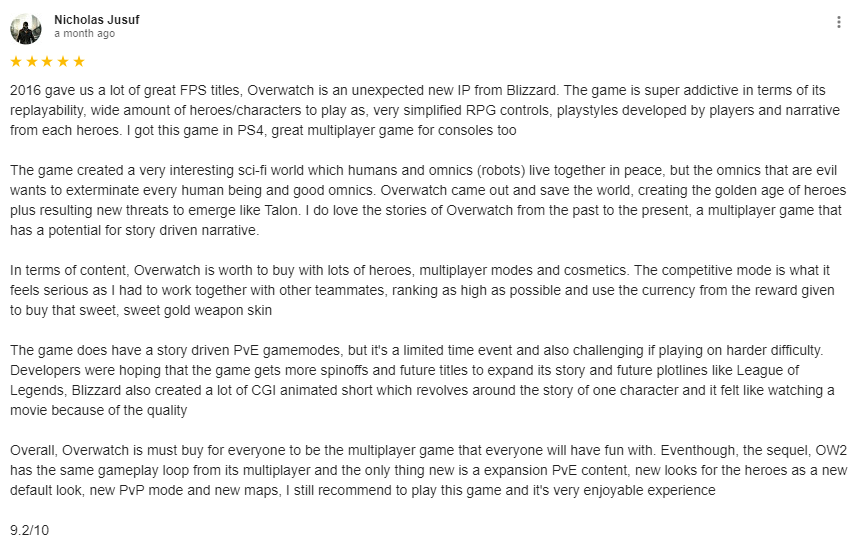 Nicholas Jusuf
a month ago
2016 gave us a lot of great FPS titles, Overwatch is an unexpected new IP from Blizzard. The game is super addictive in terms of its
replayability, wide amount of heroes/characters to play as, very simplified RPG controls, playstyles developed by players and narrative
from each heroes. I got this game in PS4, great multiplayer game for consoles too
The game created a very interesting sci-fi world which humans and omnics (robots) live together in peace, but the omnics that are evil
wants to exterminate every human being and good omnics. Overwatch came out and save the world, creating the golden age of heroes
plus resulting new threats to emerge like Talon. I do love the stories of Overwatch from the past to the present, a multiplayer game that
has a potential for story driven narrative.
In terms of content, Overwatch is worth to buy with lots of heroes, multiplayer modes and cosmetics. The competitive mode is what it
feels serious as I had to work together with other teammates, ranking as high as possible and use the currency from the reward given
to buy that sweet, sweet gold weapon skin
The game does have a story driven PvE gamemodes, but it's a limited time event and also challenging if playing on harder difficulty.
Developers were hoping that the game gets more spinoffs and future titles to expand its story and future plotlines like League of
Legends, Blizzard also created a lot of CGI animated short which revolves around the story of one character and it felt like watching a
movie because of the quality
Overall, Overwatch is must buy for everyone to be the multiplayer game that everyone will have fun with. Eventhough, the sequel, OW2
has the same gameplay loop from its multiplayer and the only thing new is a expansion PvE content, new looks for the heroes as a new
default look, new PvP mode and new maps, I still recommend to play this game and it's very enjoyable experience
9.2/10